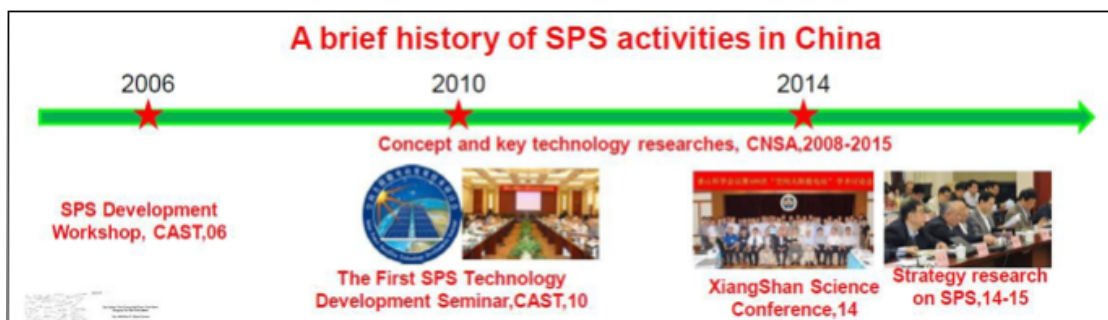 A brief history of SPS activities in China
2006
2010
2014
Concept and key technology researches, CNSA,2008-2015
SPS Development
Workshop, CAST,06
The First SPS Technology
Development Seminar,CAST,10
XiangShan Science
Conference,14
Strategy research
on SPS,14-15